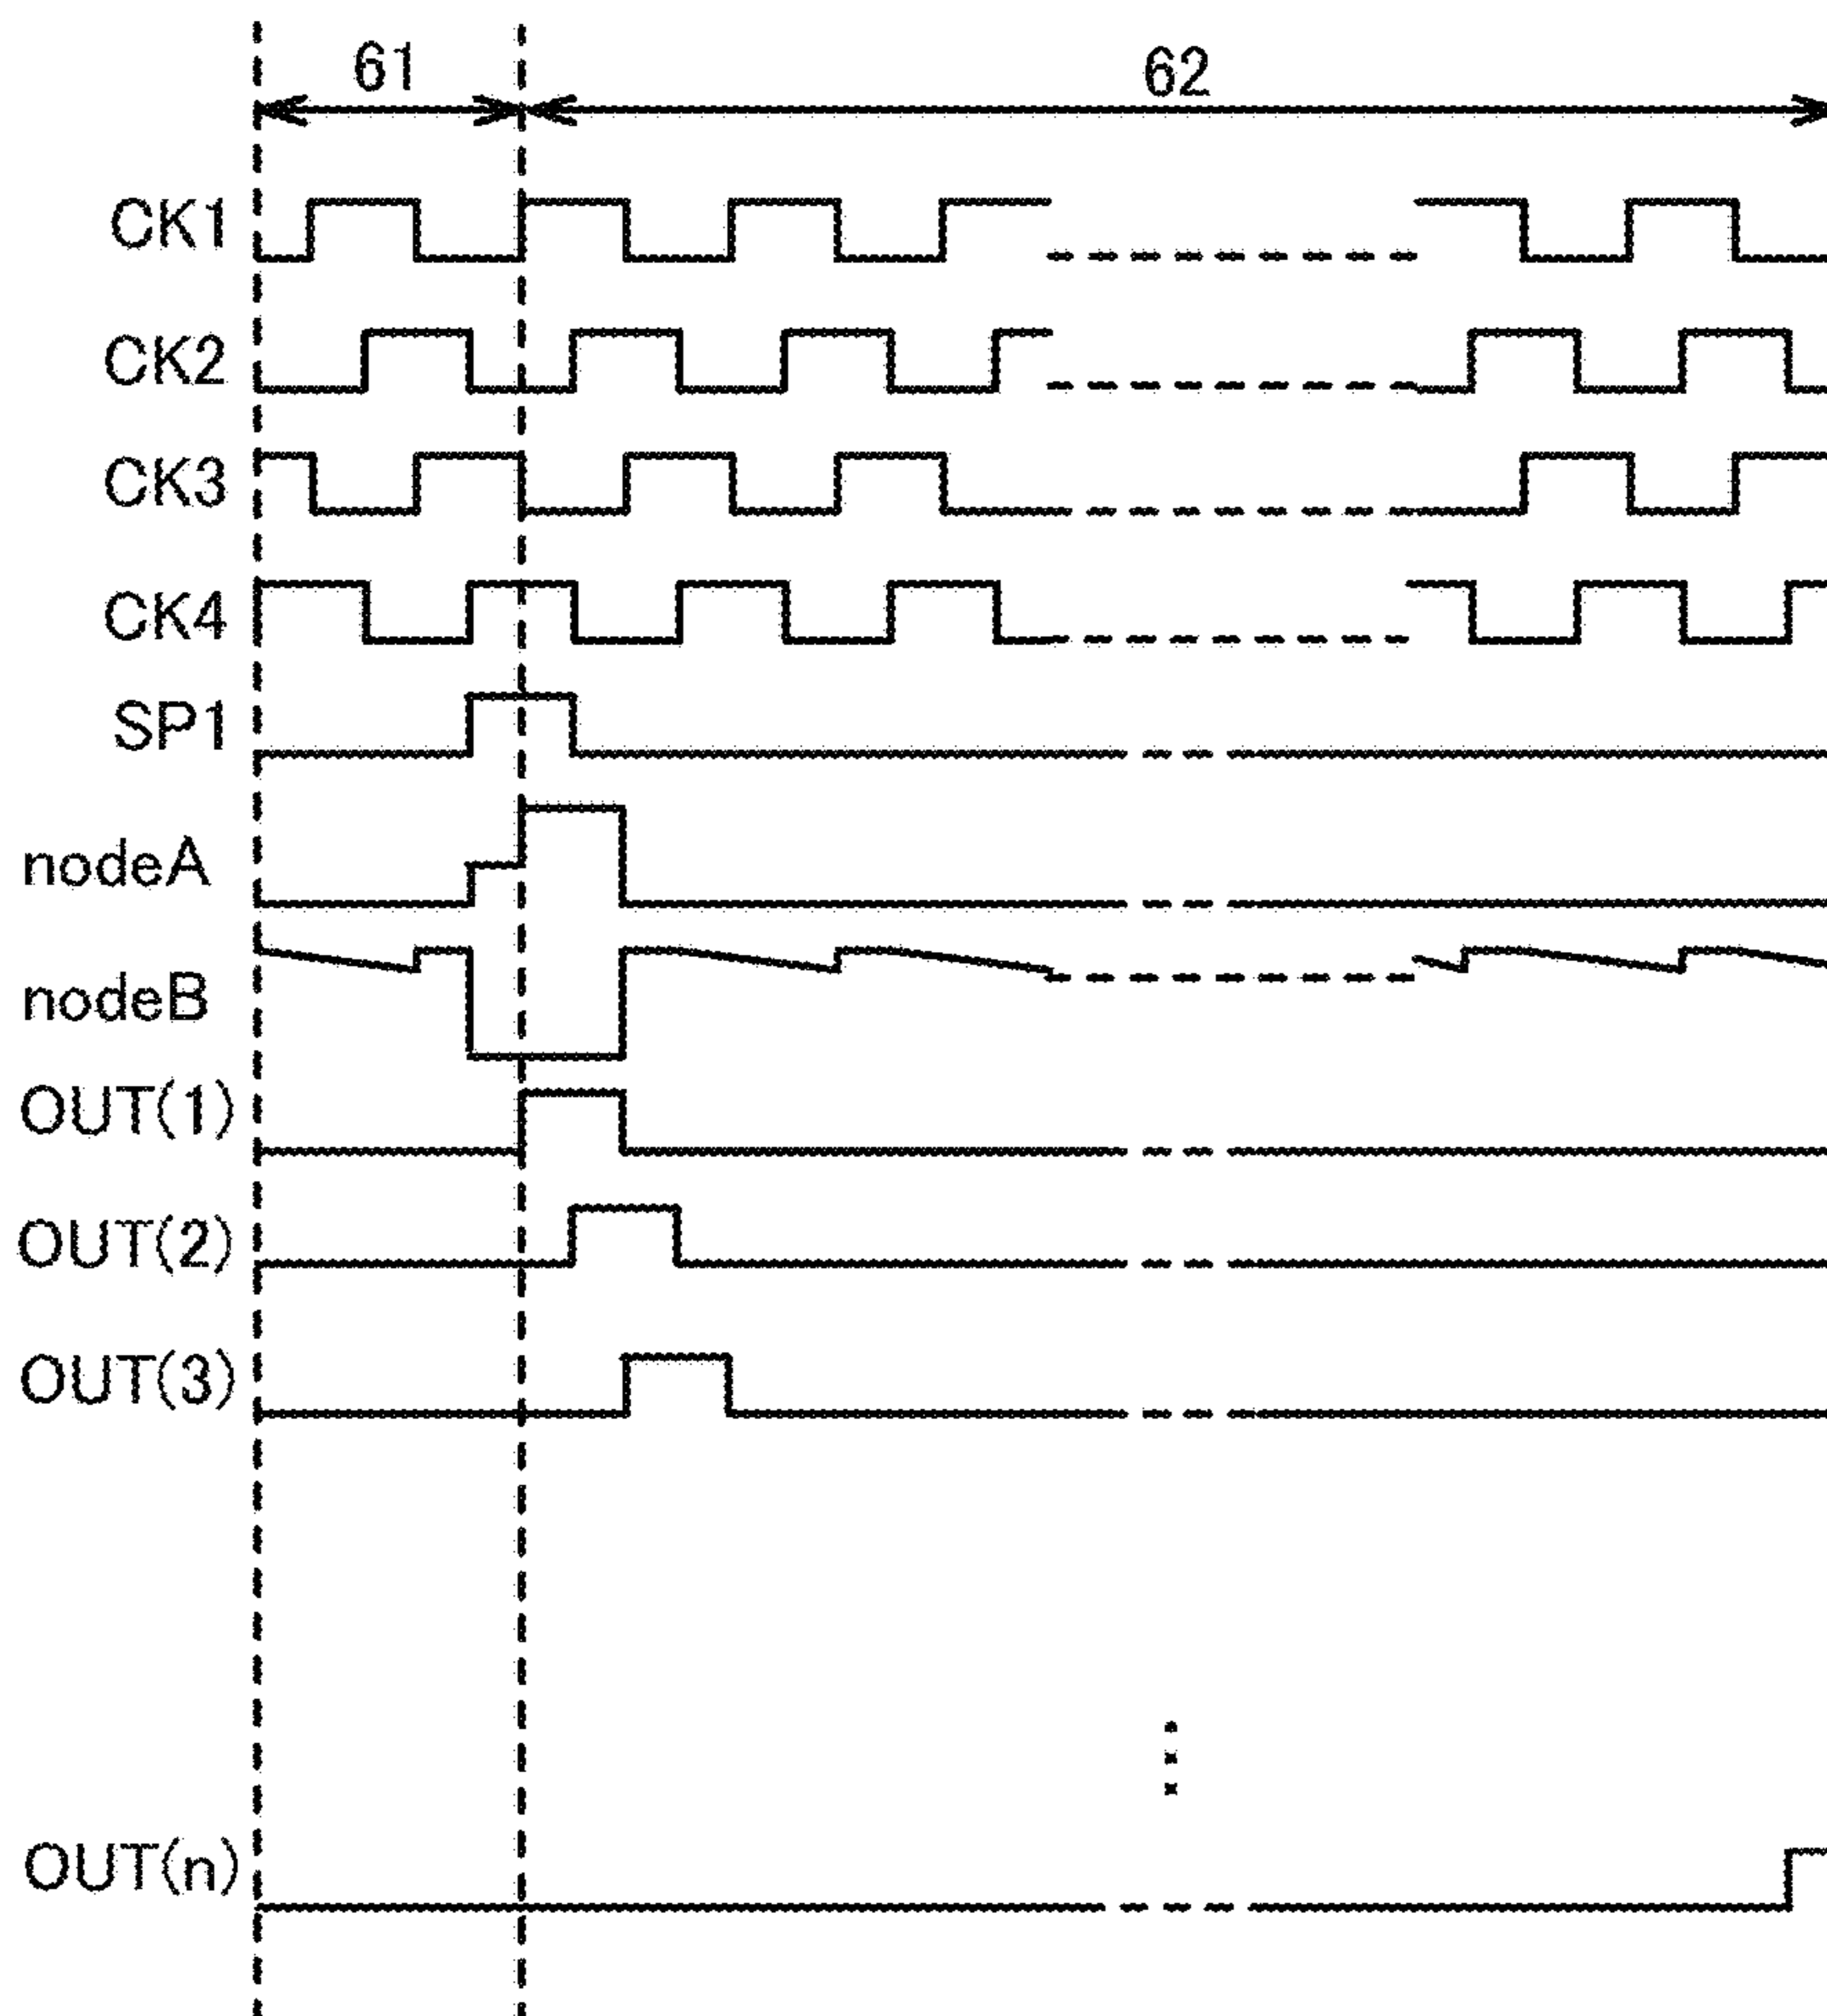 61
62
CK1
CK2
CK3
CK4
SP1
nodeA
nodeB
OUT(1)
OUT(2)
OUT(3)
OUT(n)